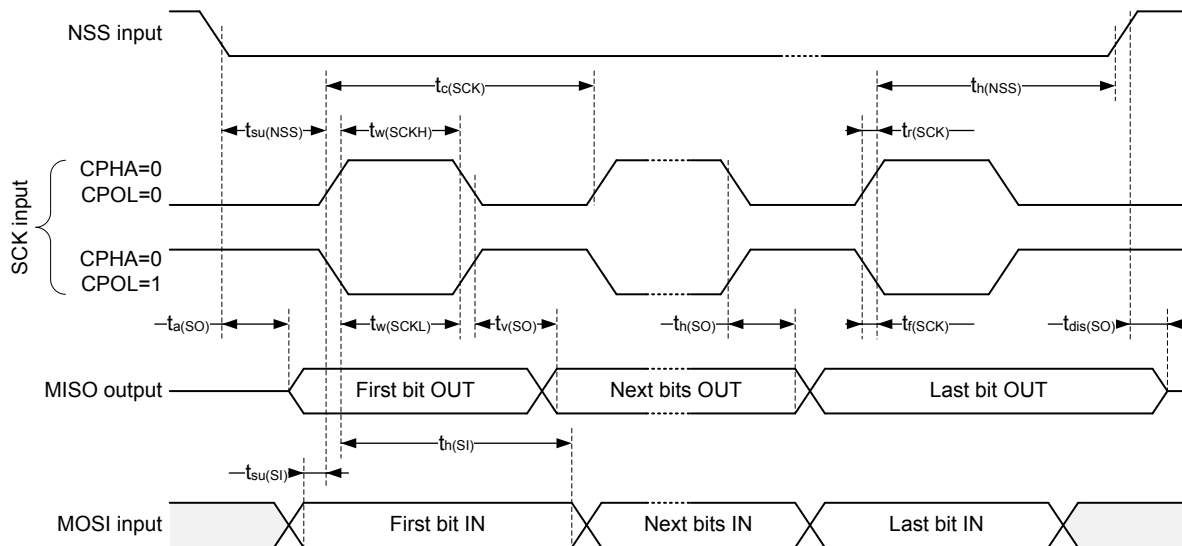 NSS input
tc(SCK)
th(NSS)
tsu(NSS)
tw(SCKH)
tr(SCK)
SCK input
CPHA=0
CPOL=0
CPHA=0
CPOL=1
ta(SO)
tw(SCKL)
tv(SO)
th(SO)
tf(SCK)
tdis(SO)
MISO output
First bit OUT
Next bits OUT
Last bit OUT
th(SI)
tsu(SI)
MOSI input
First bit IN
Next bits IN
Last bit IN